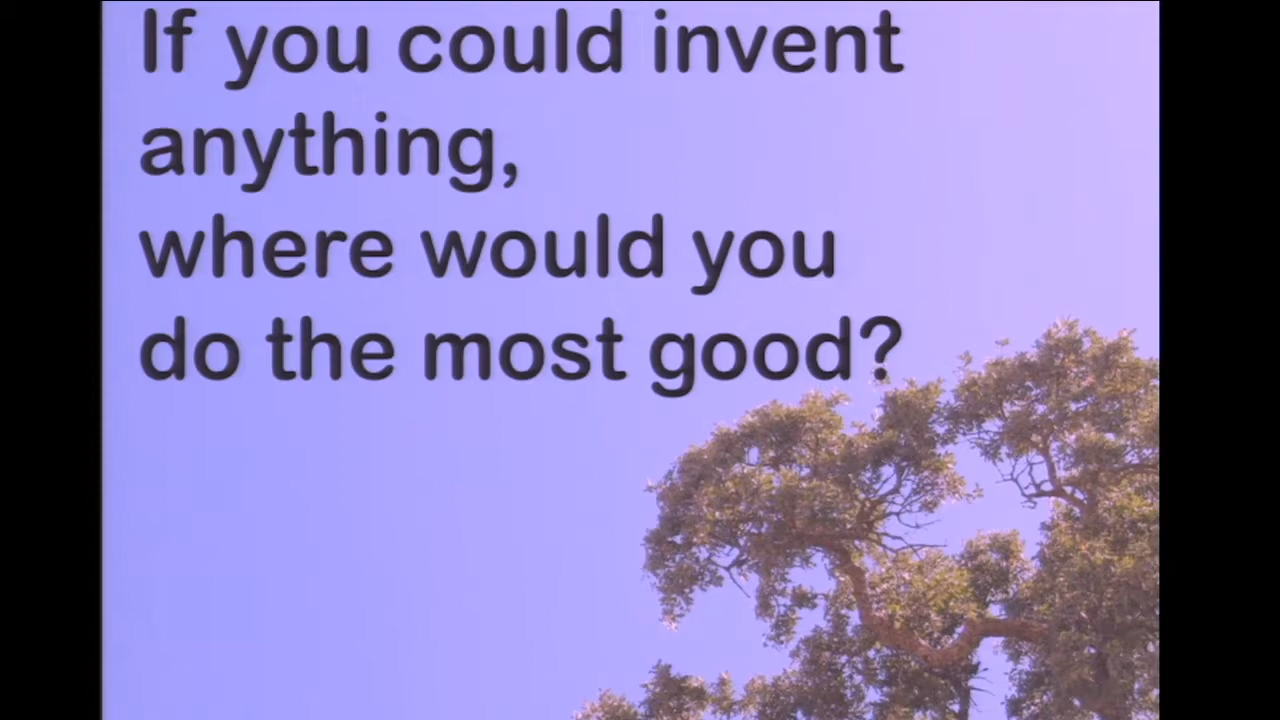 If you could invent
anything,
where would you
do the most good?